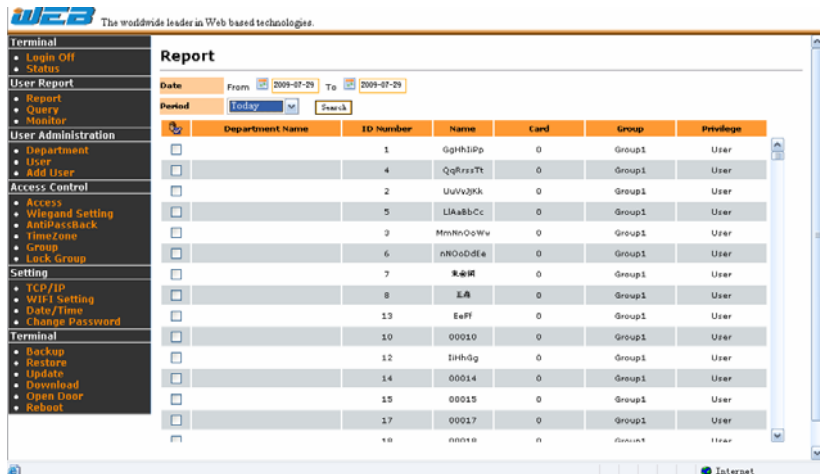 WEB The worldwide leader in Web based technologies.
Terminal
Login Off
Status
User Report
Report
Query
Monitor
User Administration
Department
User
Add User
Access Control
Access
Wiegand Setting
AntiPassBack
TimeZone
Group
Lock Group
Setting
TCP/IP
WIFI Setting
Date/Time
Change Password
Terminal
Backup
Restore
Update
Download
Open Door
Reboot
Report
Date From 2009-07-29 To 2009-07-29
Period Today Search
Department Name ID Number Name Card Group Privilege
1 GgHhIiPp 0 Group1 User
4 QqRrssTt 0 Group1 User
2 UuVvJjKk 0 Group1 User
5 LlAaBbCc 0 Group1 User
3 MmNnOoWw 0 Group1 User
6 nNOoDdEe 0 Group1 User
7 0 Group1 User
8 0 Group1 User
13 EeFf 0 Group1 User
10 00010 0 Group1 User
12 IiHhGg 0 Group1 User
14 00014 0 Group1 User
15 00015 0 Group1 User
17 00017 0 Group1 User
18 00018 0 Group1 User
Internet